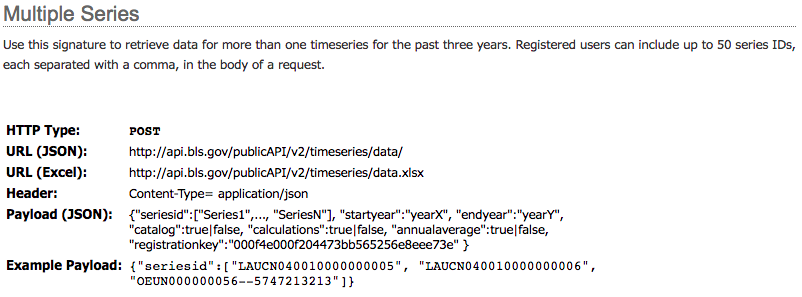 Multiple Series
Use this signature to retrieve data for more than one timeseries for the past three years. Registered users can include up to 50 series IDs,
each separated with a comma, in the body of a request.
HTTP Type: POST
URL (JSON): http://api.bls.gov/publicAPI/v2/timeseries/data/
URL (Excel): http://api.bls.gov/publicAPI/v2/timeseries/data.xlsx
Header: Content-Type= application/json
Payload (JSON): {"seriesid":["Series1",..., "SeriesN"], "startyear":"yearX", "endyear":"yearY",
"catalog":true|false, "calculations":true|false, "annualaverage":true|false,
"registrationkey":"000f4e000f204473bb565256e8eee73e" }
Example Payload: {"seriesid":["LAUCN040010000000005", "LAUCN040010000000006",
"OEUN000000056--5747213213"]}